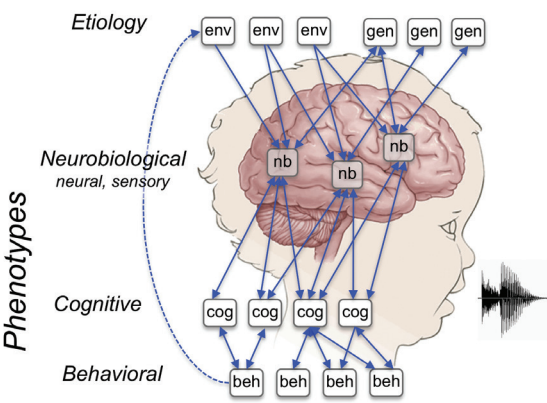 Etiology
env env env gen gen gen
Neurobiological
neural, sensory
nb nb nb
Phenotypes
Cognitive
cog cog cog cog
Behavioral
beh beh beh beh